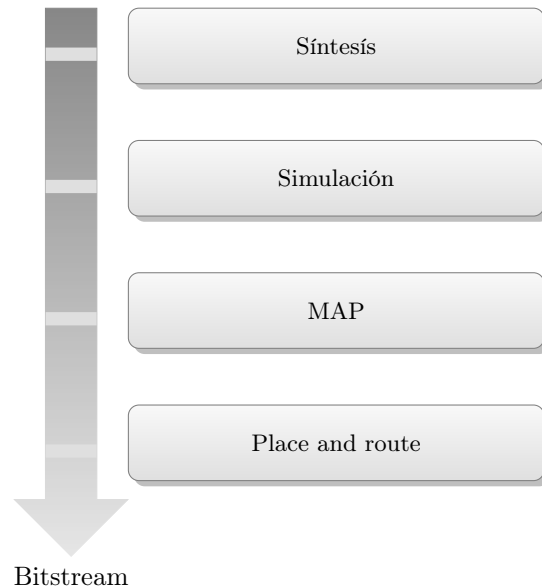 Síntesís
Simulación
MAP
Place and route
Bitstream